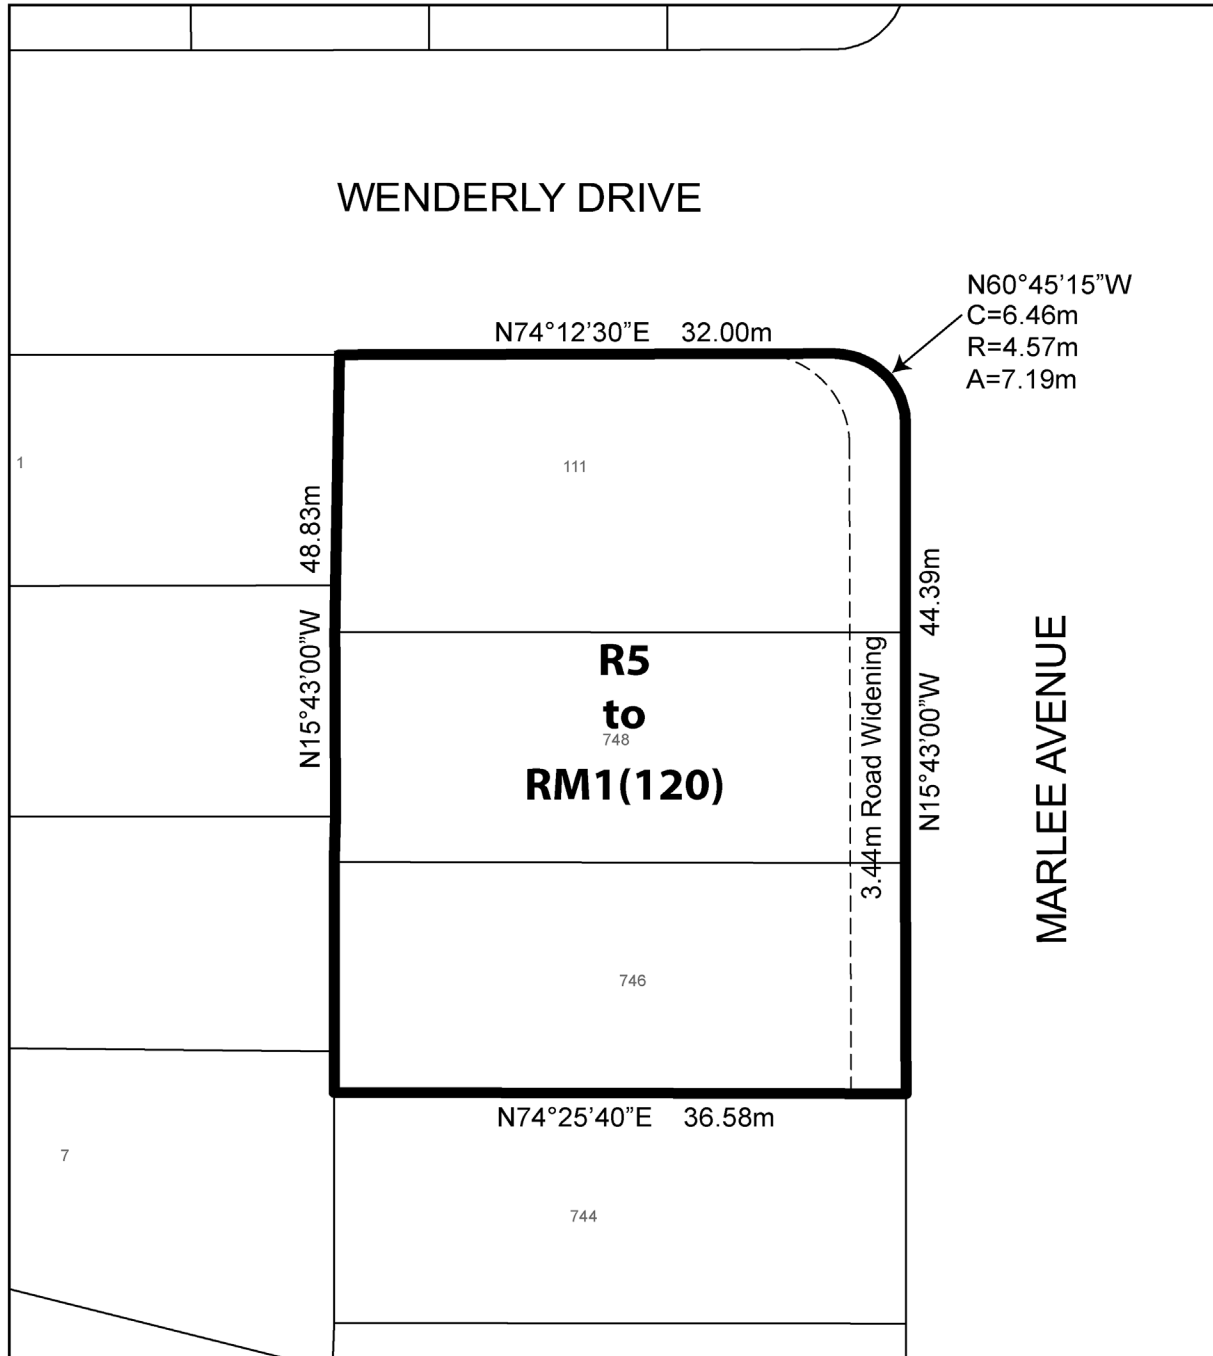 WENDERLY DRIVE
N60°45’15”W
C=6.46m
R=4.57m
A=7.19m
N74°12’30”E 32.00m
1
111
N15°43’00”W 48.83m
R5
to
748
RM1(120)
3.44m Road Widening
N15°43’00”W 44.39m
MARLEE AVENUE
746
N74°25’40”E 36.58m
7
744